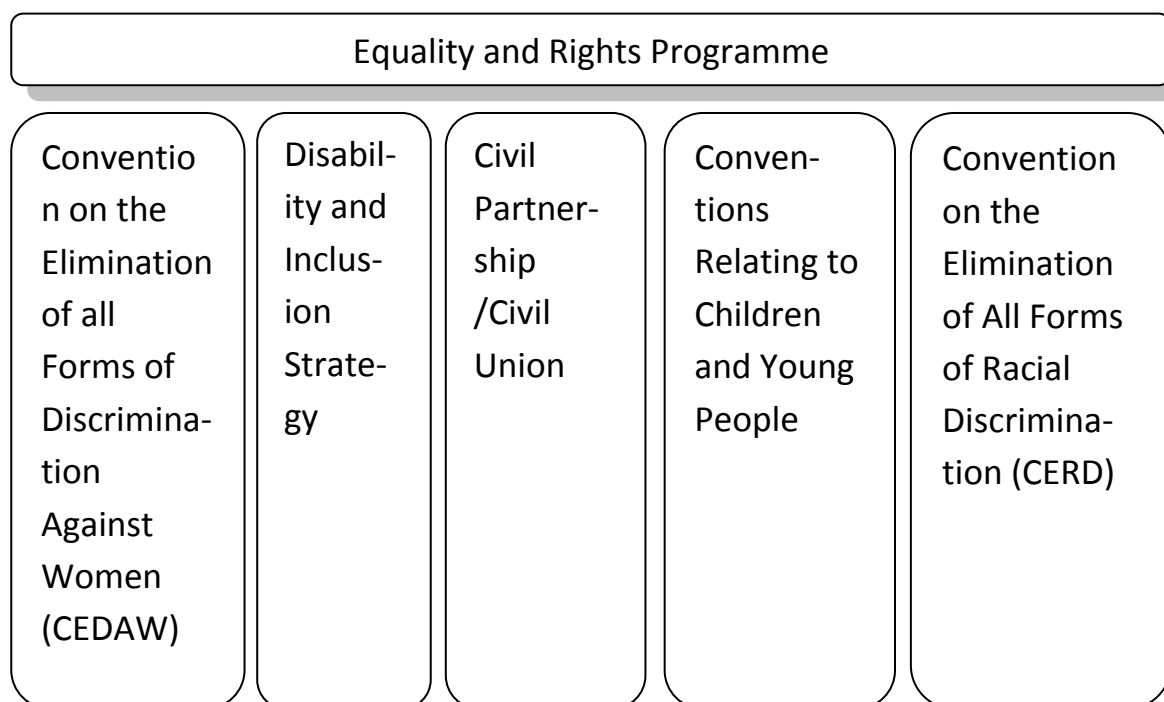 Equality and Rights Programme
Conventio
n on the
Elimination
of all
Forms of
Discrimina-
tion
Against
Women
(CEDAW)
Disabil-
ity and
Inclus-
ion
Strate-
gy
Civil
Partner-
ship
/Civil
Union
Conven-
tions
Relating to
Children
and Young
People
Convention
on the
Elimination
of All Forms
of Racial
Discrimina-
tion (CERD)